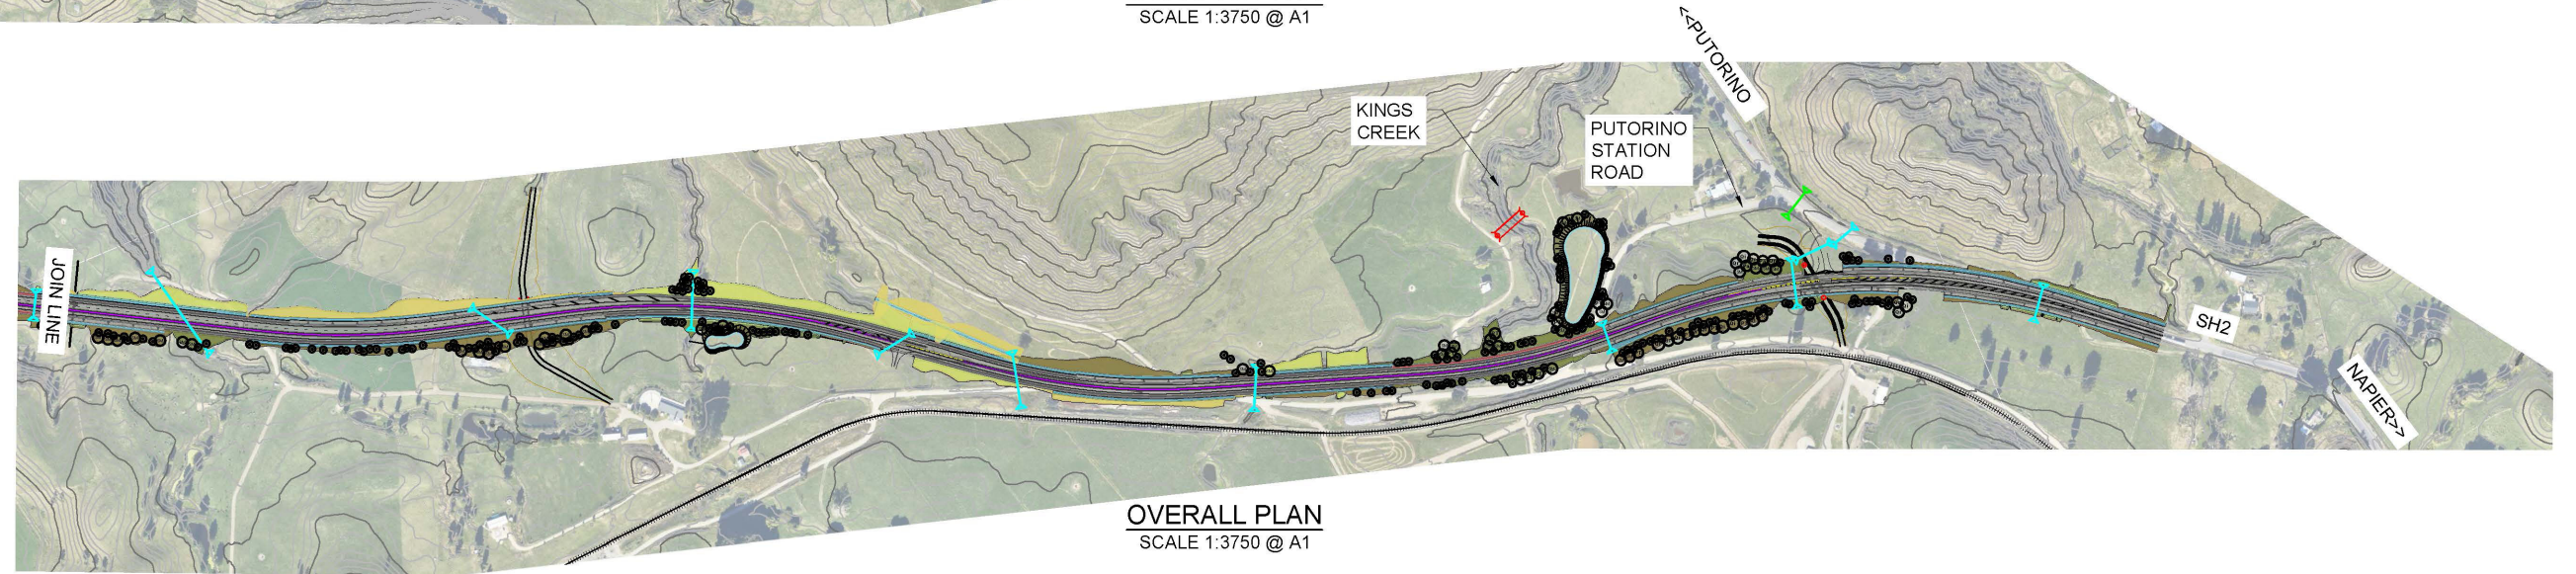 SCALE 1:3750 @ A1
<<PUTORINO
KINGS
CREEK
PUTORINO
STATION
ROAD
JOIN LINE
SH2
NAPIER>>
OVERALL PLAN
SCALE 1:3750 @ A1